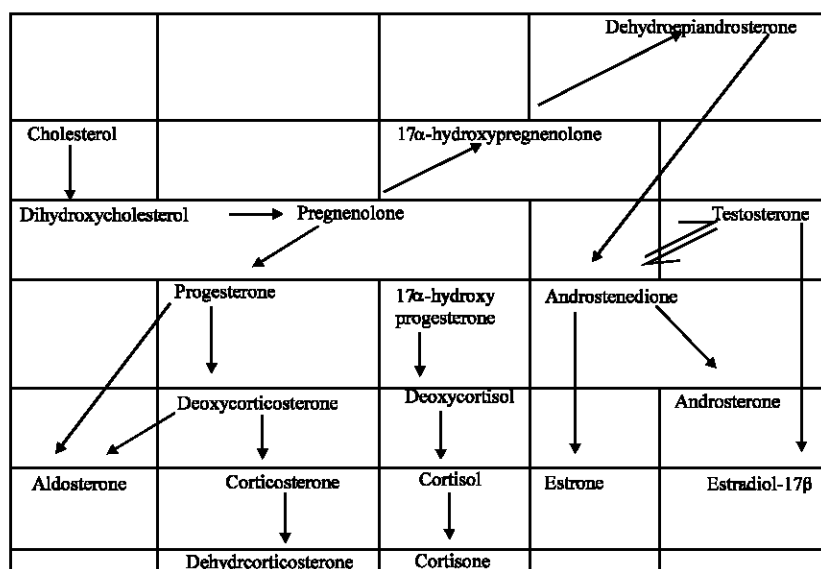 Dehydroepiandrosterone
Cholesterol
17α-hydroxypregnenolone
Dihydroxycholesterol
Pregnenolone
Testosterone
Progesterone
17α-hydroxy
progesterone
Androstenedione
Deoxycorticosterone
Deoxycortisol
Androsterone
Aldosterone
Corticosterone
Cortisol
Estrone
Estradiol-17β
Dehydrcorticosterone
Cortisone